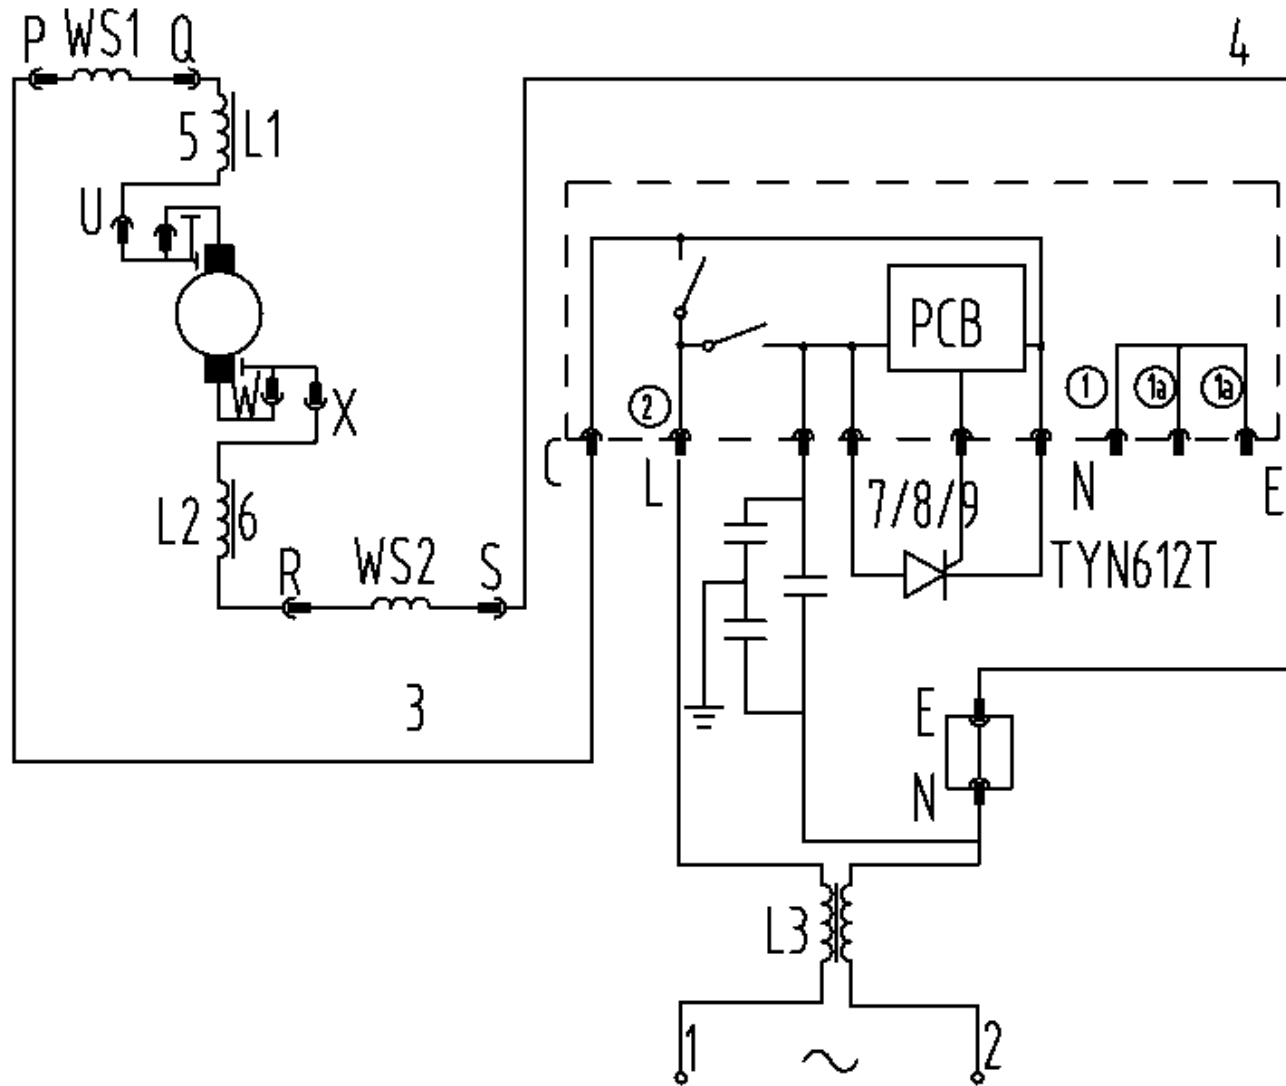 P WS1 Q
4
5 L1
U T
PCB
W X
2
1 1a 1a
C L N E
7/8/9
L2 6
TYN612T
R WS2 S
3
E
N
L3
1 ~ 2